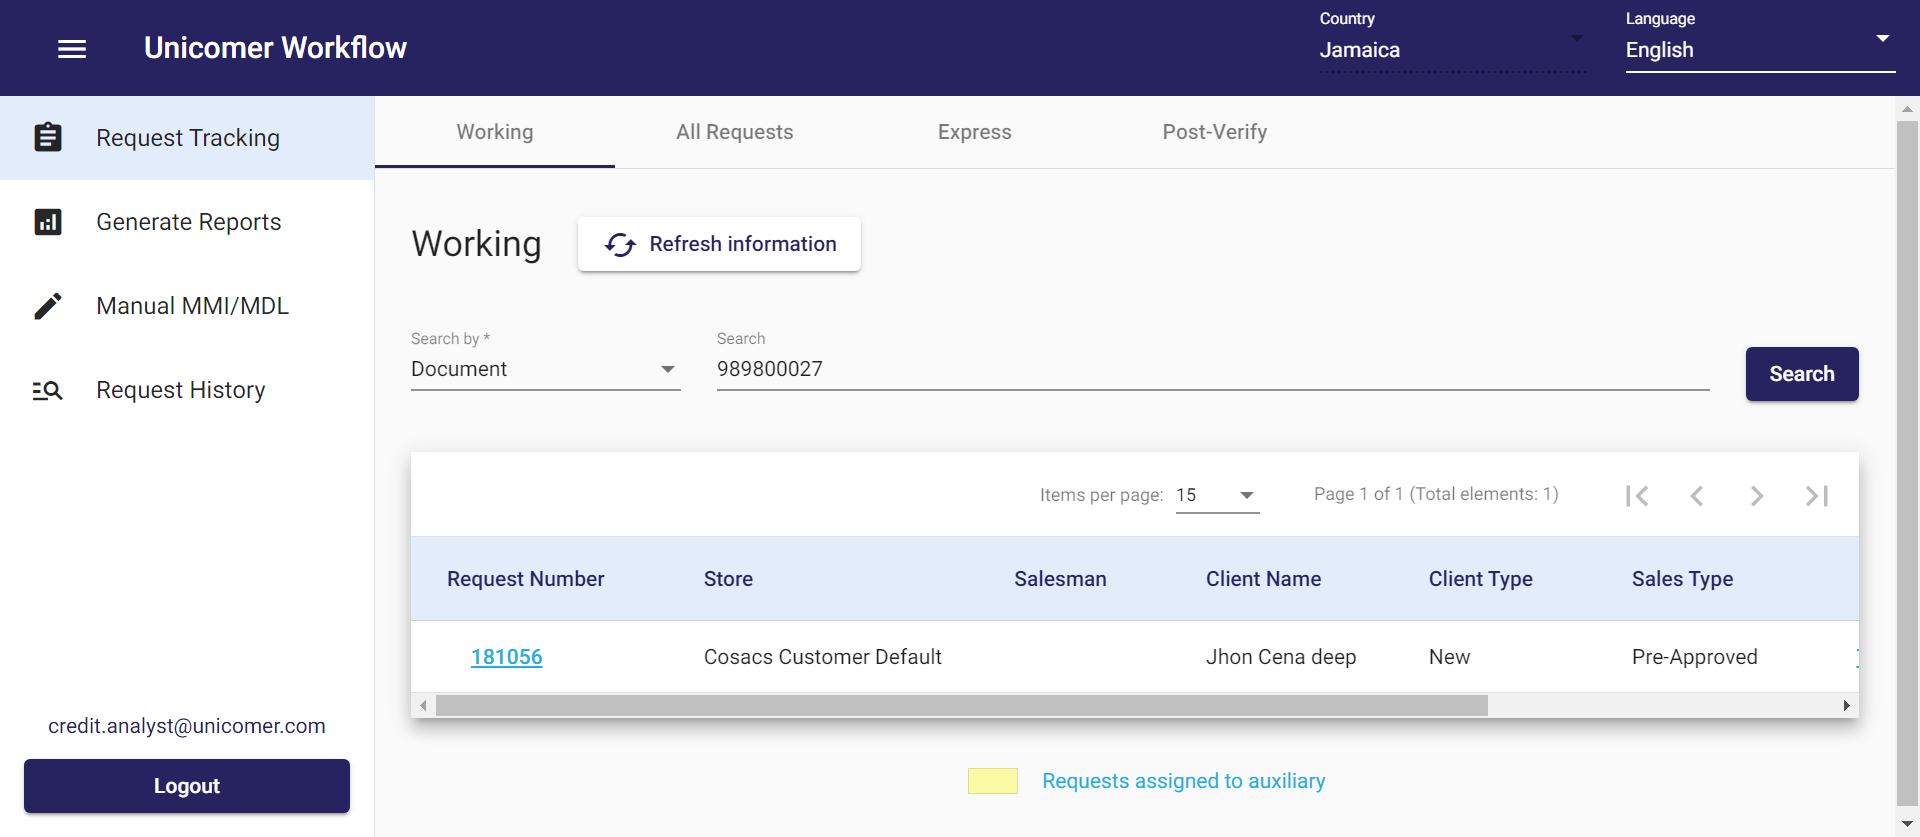 Unicomer Workflow
Country
Jamaica
Language
English
Request Tracking
Generate Reports
Manual MMI/MDL
Request History
credit.analyst@unicomer.com
Logout
Working All Requests Express Post-Verify
Working Refresh information
Search by *
Document
Search
989800027
Search
Items per page: 15 Page 1 of 1 (Total elements: 1)
Request Number Store Salesman Client Name Client Type Sales Type
181056 Cosacs Customer Default Jhon Cena deep New Pre-Approved
Requests assigned to auxiliary